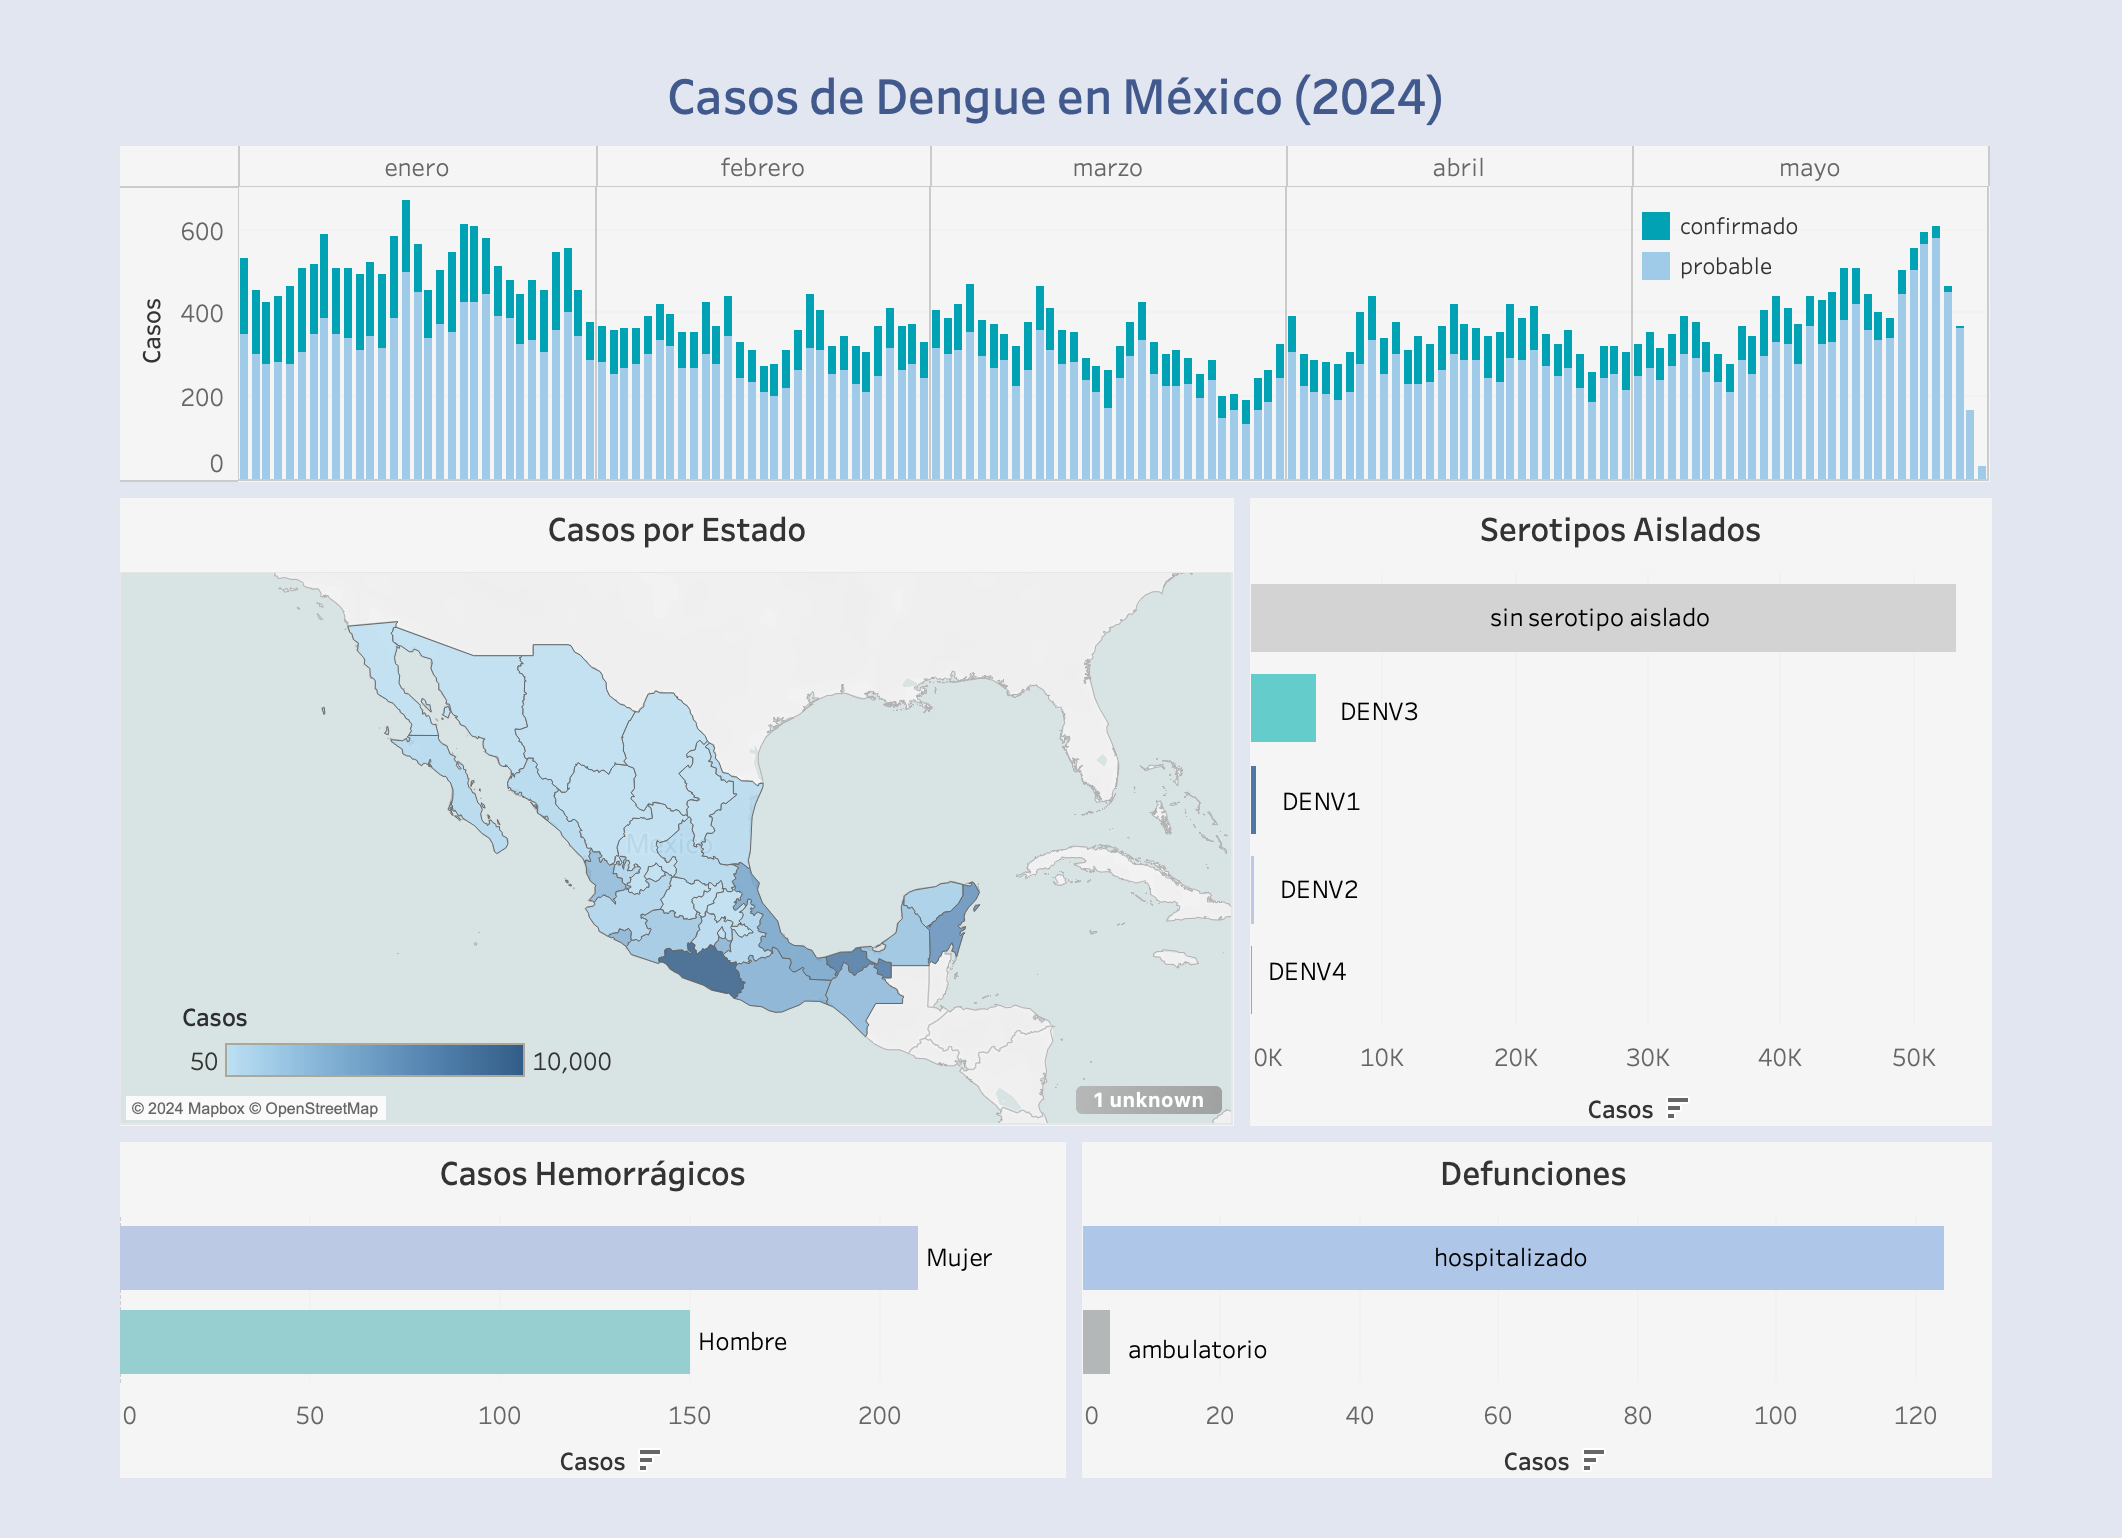 Casos de Dengue en México (2024)
enero febrero marzo abril mayo
600
400
200
0
Casos
confirmado
probable
Casos por Estado
México
Casos
50 10,000
© 2024 Mapbox © OpenStreetMap
1 unknown
Serotipos Aislados
sin serotipo aislado
DENV3
DENV1
DENV2
DENV4
0K 10K 20K 30K 40K 50K
Casos
Casos Hemorrágicos
Mujer
Hombre
0 50 100 150 200
Casos
Defunciones
hospitalizado
ambulatorio
0 20 40 60 80 100 120
Casos